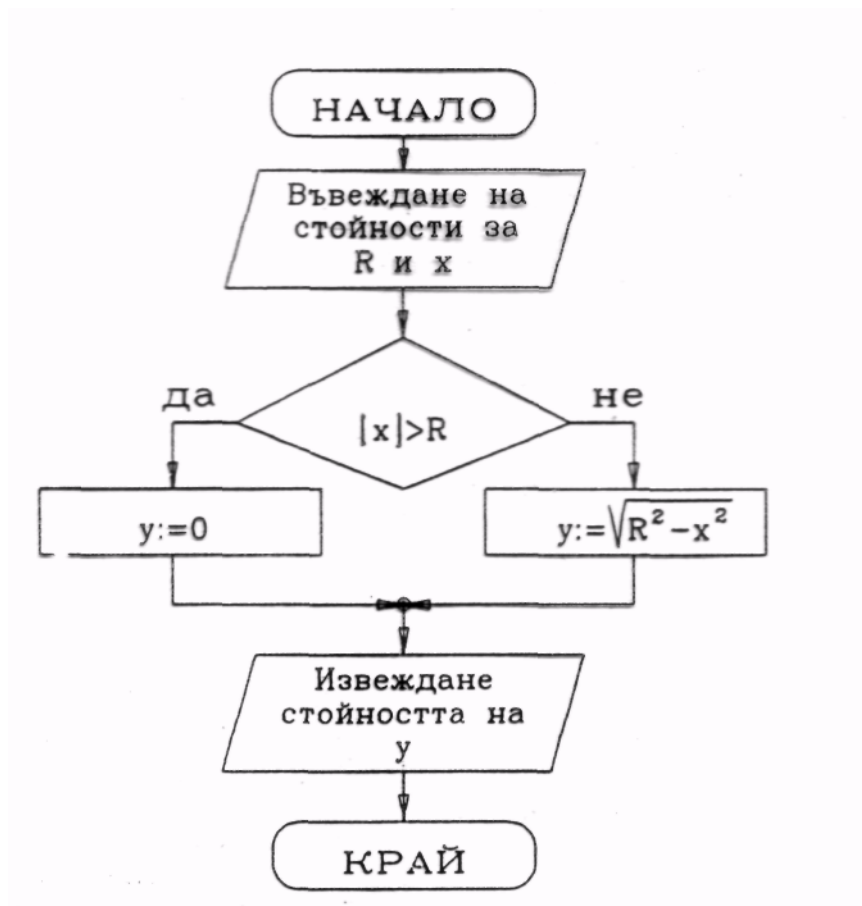 НАЧАЛО
Въвеждане на
стойности за
R и x
да
не
|x|>R
y:=0
y:=√R²-x²
Извеждане
стойността на
y
КРАЙ